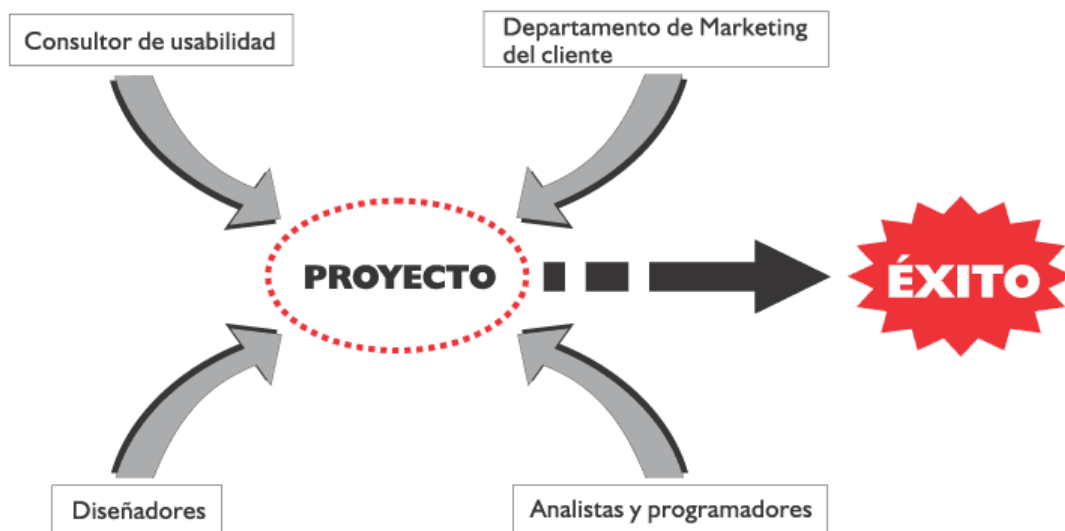 Consultor de usabilidad
Departamento de Marketing
del cliente
PROYECTO
ÉXITO
Diseñadores
Analistas y programadores